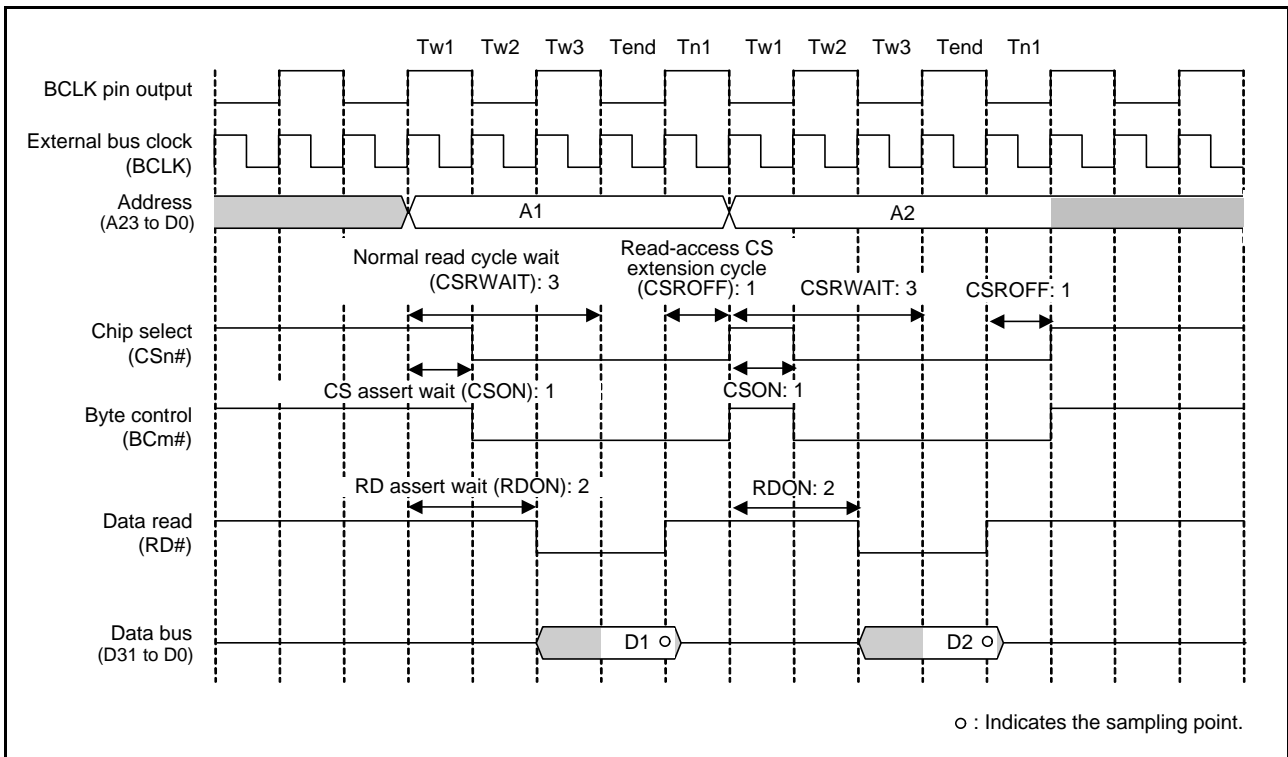 Tw1 Tw2 Tw3 Tend Tn1 Tw1 Tw2 Tw3 Tend Tn1
BCLK pin output
External bus clock
(BCLK)
Address
(A23 to D0)
A1
A2
Normal read cycle wait
(CSRWAIT): 3
Read-access CS
extension cycle
(CSROFF): 1
CSRWAIT: 3
CSROFF: 1
Chip select
(CSn#)
CS assert wait (CSON): 1
CSON: 1
Byte control
(BCm#)
RD assert wait (RDON): 2
RDON: 2
Data read
(RD#)
Data bus
(D31 to D0)
D1
D2
: Indicates the sampling point.